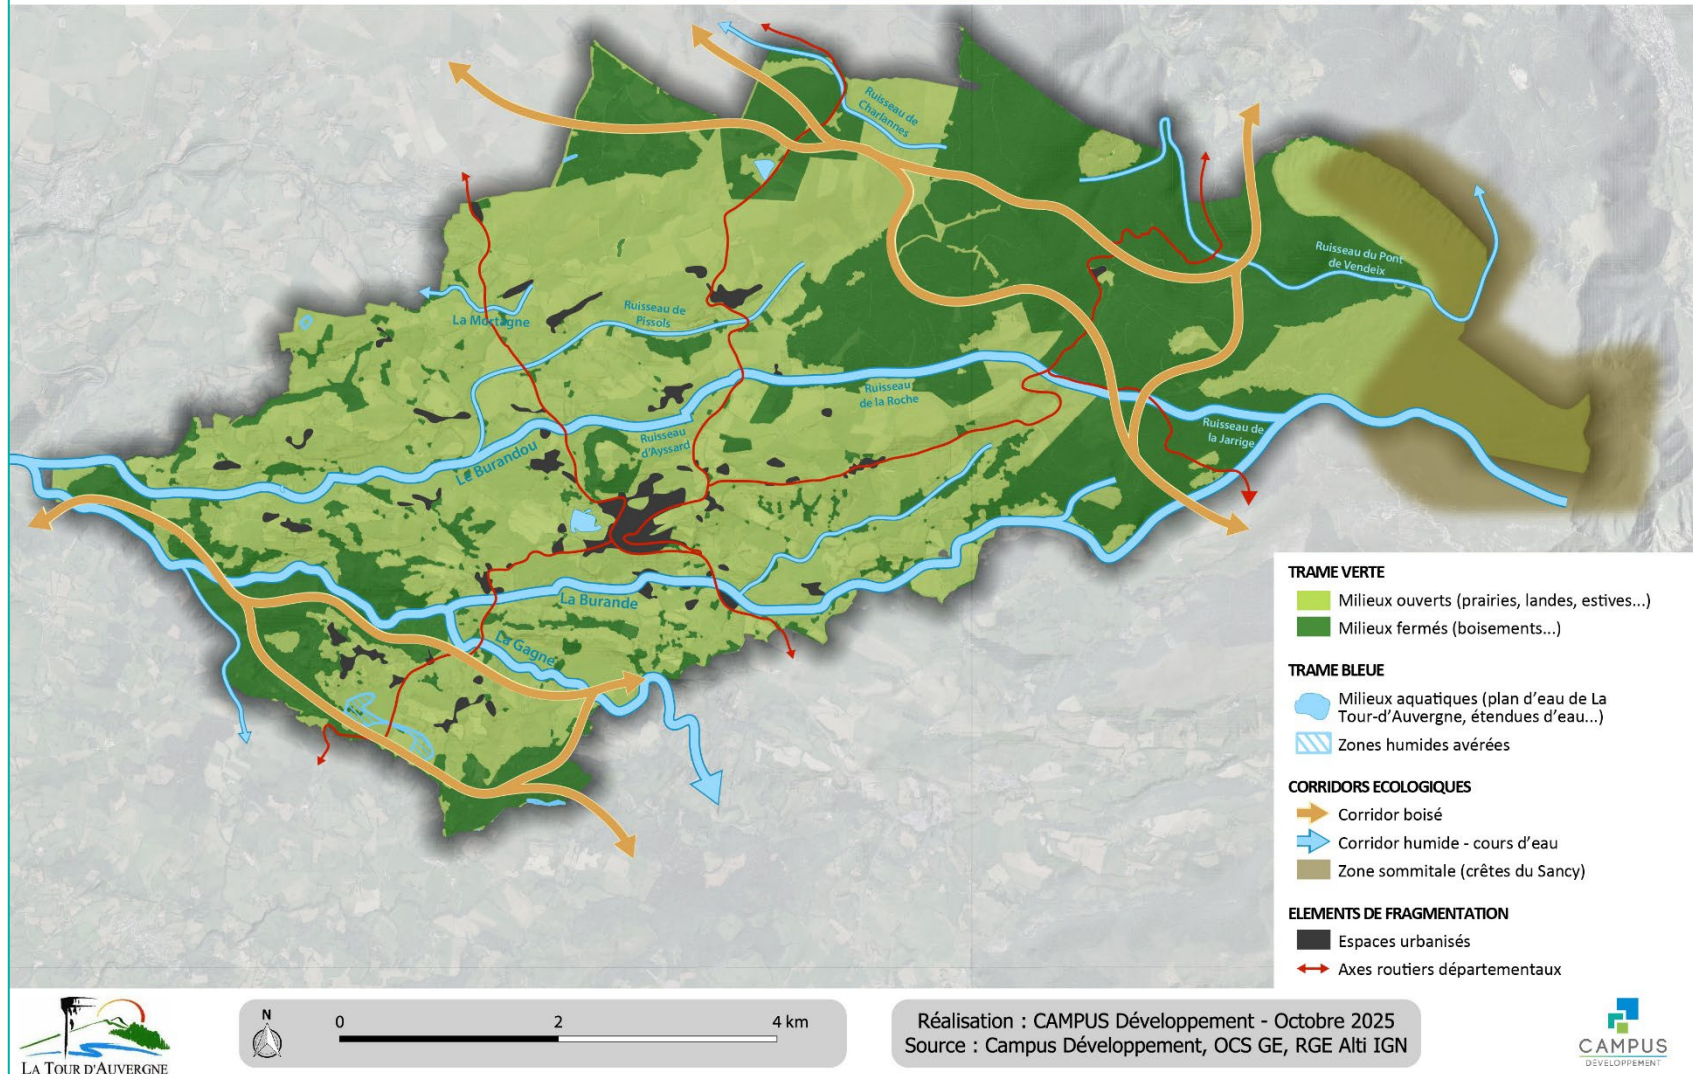 Ruisseau de
Charlannes
Ruisseau du Pont
de Vendeix
La Mortagne
Ruisseau de
Pissols
Ruisseau
de la Roche
Ruisseau de
la Jarrige
Ruisseau
d'Ayssard
Le Burandou
La Burande
La Gagne
TRAME VERTE
Milieux ouverts (prairies, landes, estives...)
Milieux fermés (boisements...)
TRAME BLEUE
Milieux aquatiques (plan d'eau de La
Tour-d'Auvergne, étendues d'eau...)
Zones humides avérées
CORRIDORS ECOLOGIQUES
Corridor boisé
Corridor humide - cours d'eau
Zone sommitale (crêtes du Sancy)
ELEMENTS DE FRAGMENTATION
Espaces urbanisés
Axes routiers départementaux
LA TOUR D'AUVERGNE
N
0 2 4 km
Réalisation : CAMPUS Développement - Octobre 2025
Source : Campus Développement, OCS GE, RGE Alti IGN
CAMPUS
DÉVELOPPEMENT